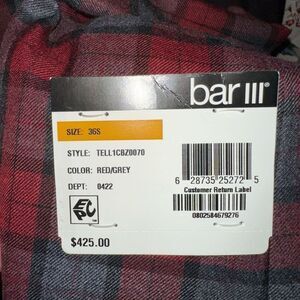 bar III
SIZE: 36S
STYLE: TELL1CBZ0070
COLOR: RED/GREY
DEPT: 0422
EPC
$425.00
6 28735 25272 5
Customer Return Label
0802584679276